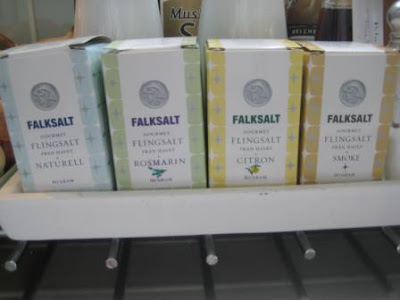 Mus
S
FALKSALT
GOURMET
FLINGSALT
FRÅN HAVET
NATURELL
FALKSALT
GOURMET
FLINGSALT
FRÅN HAVET
ROSMARIN
FALKSALT
GOURMET
FLINGSALT
FRÅN HAVET
CITRON
FALKSALT
GOURMET
FLINGSALT
FRÅN HAVET
SMOKE